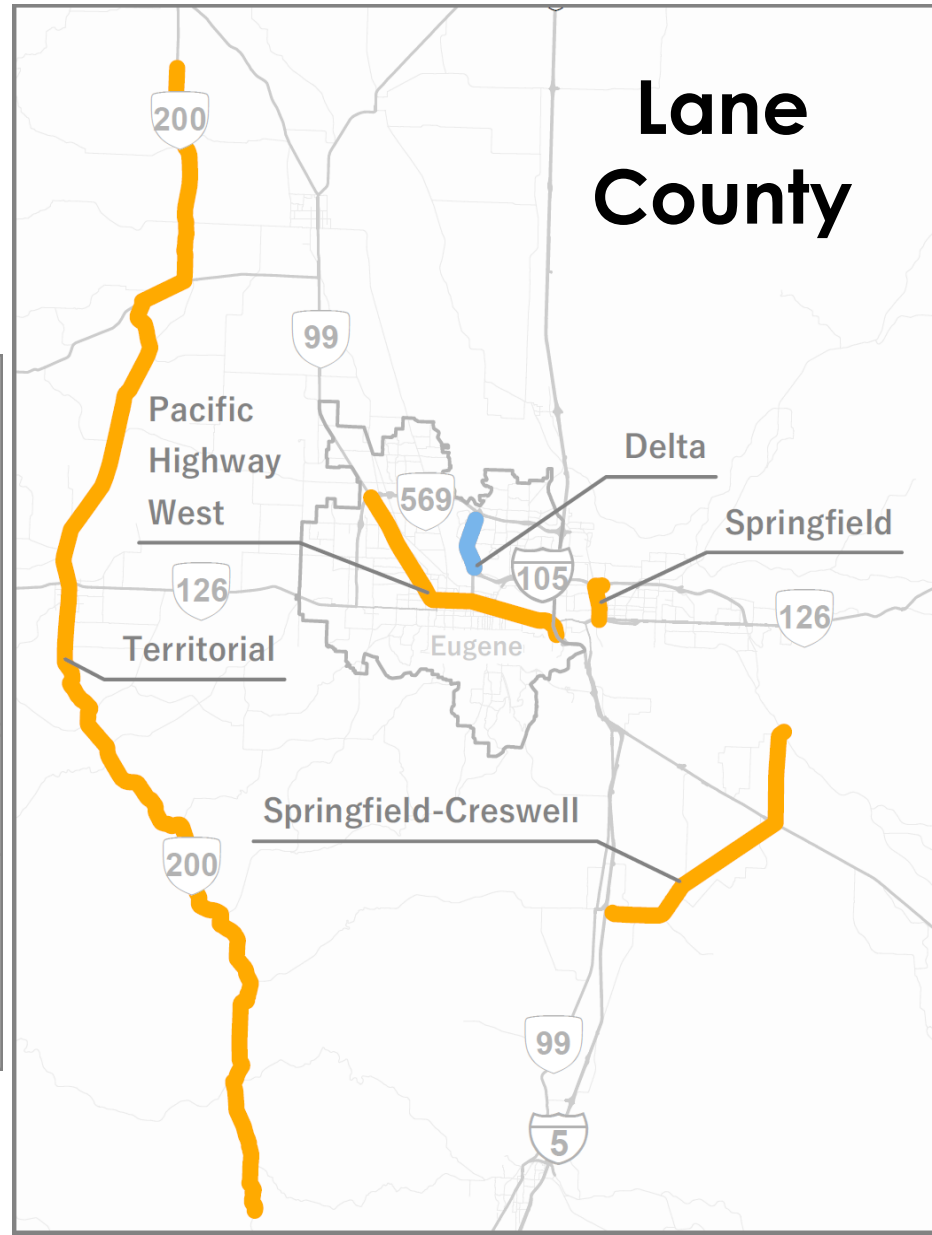 Lane
County
200
99
Pacific
Highway
West
Delta
569
Springfield
105
126
126
Eugene
Territorial
Springfield-Creswell
200
99
5